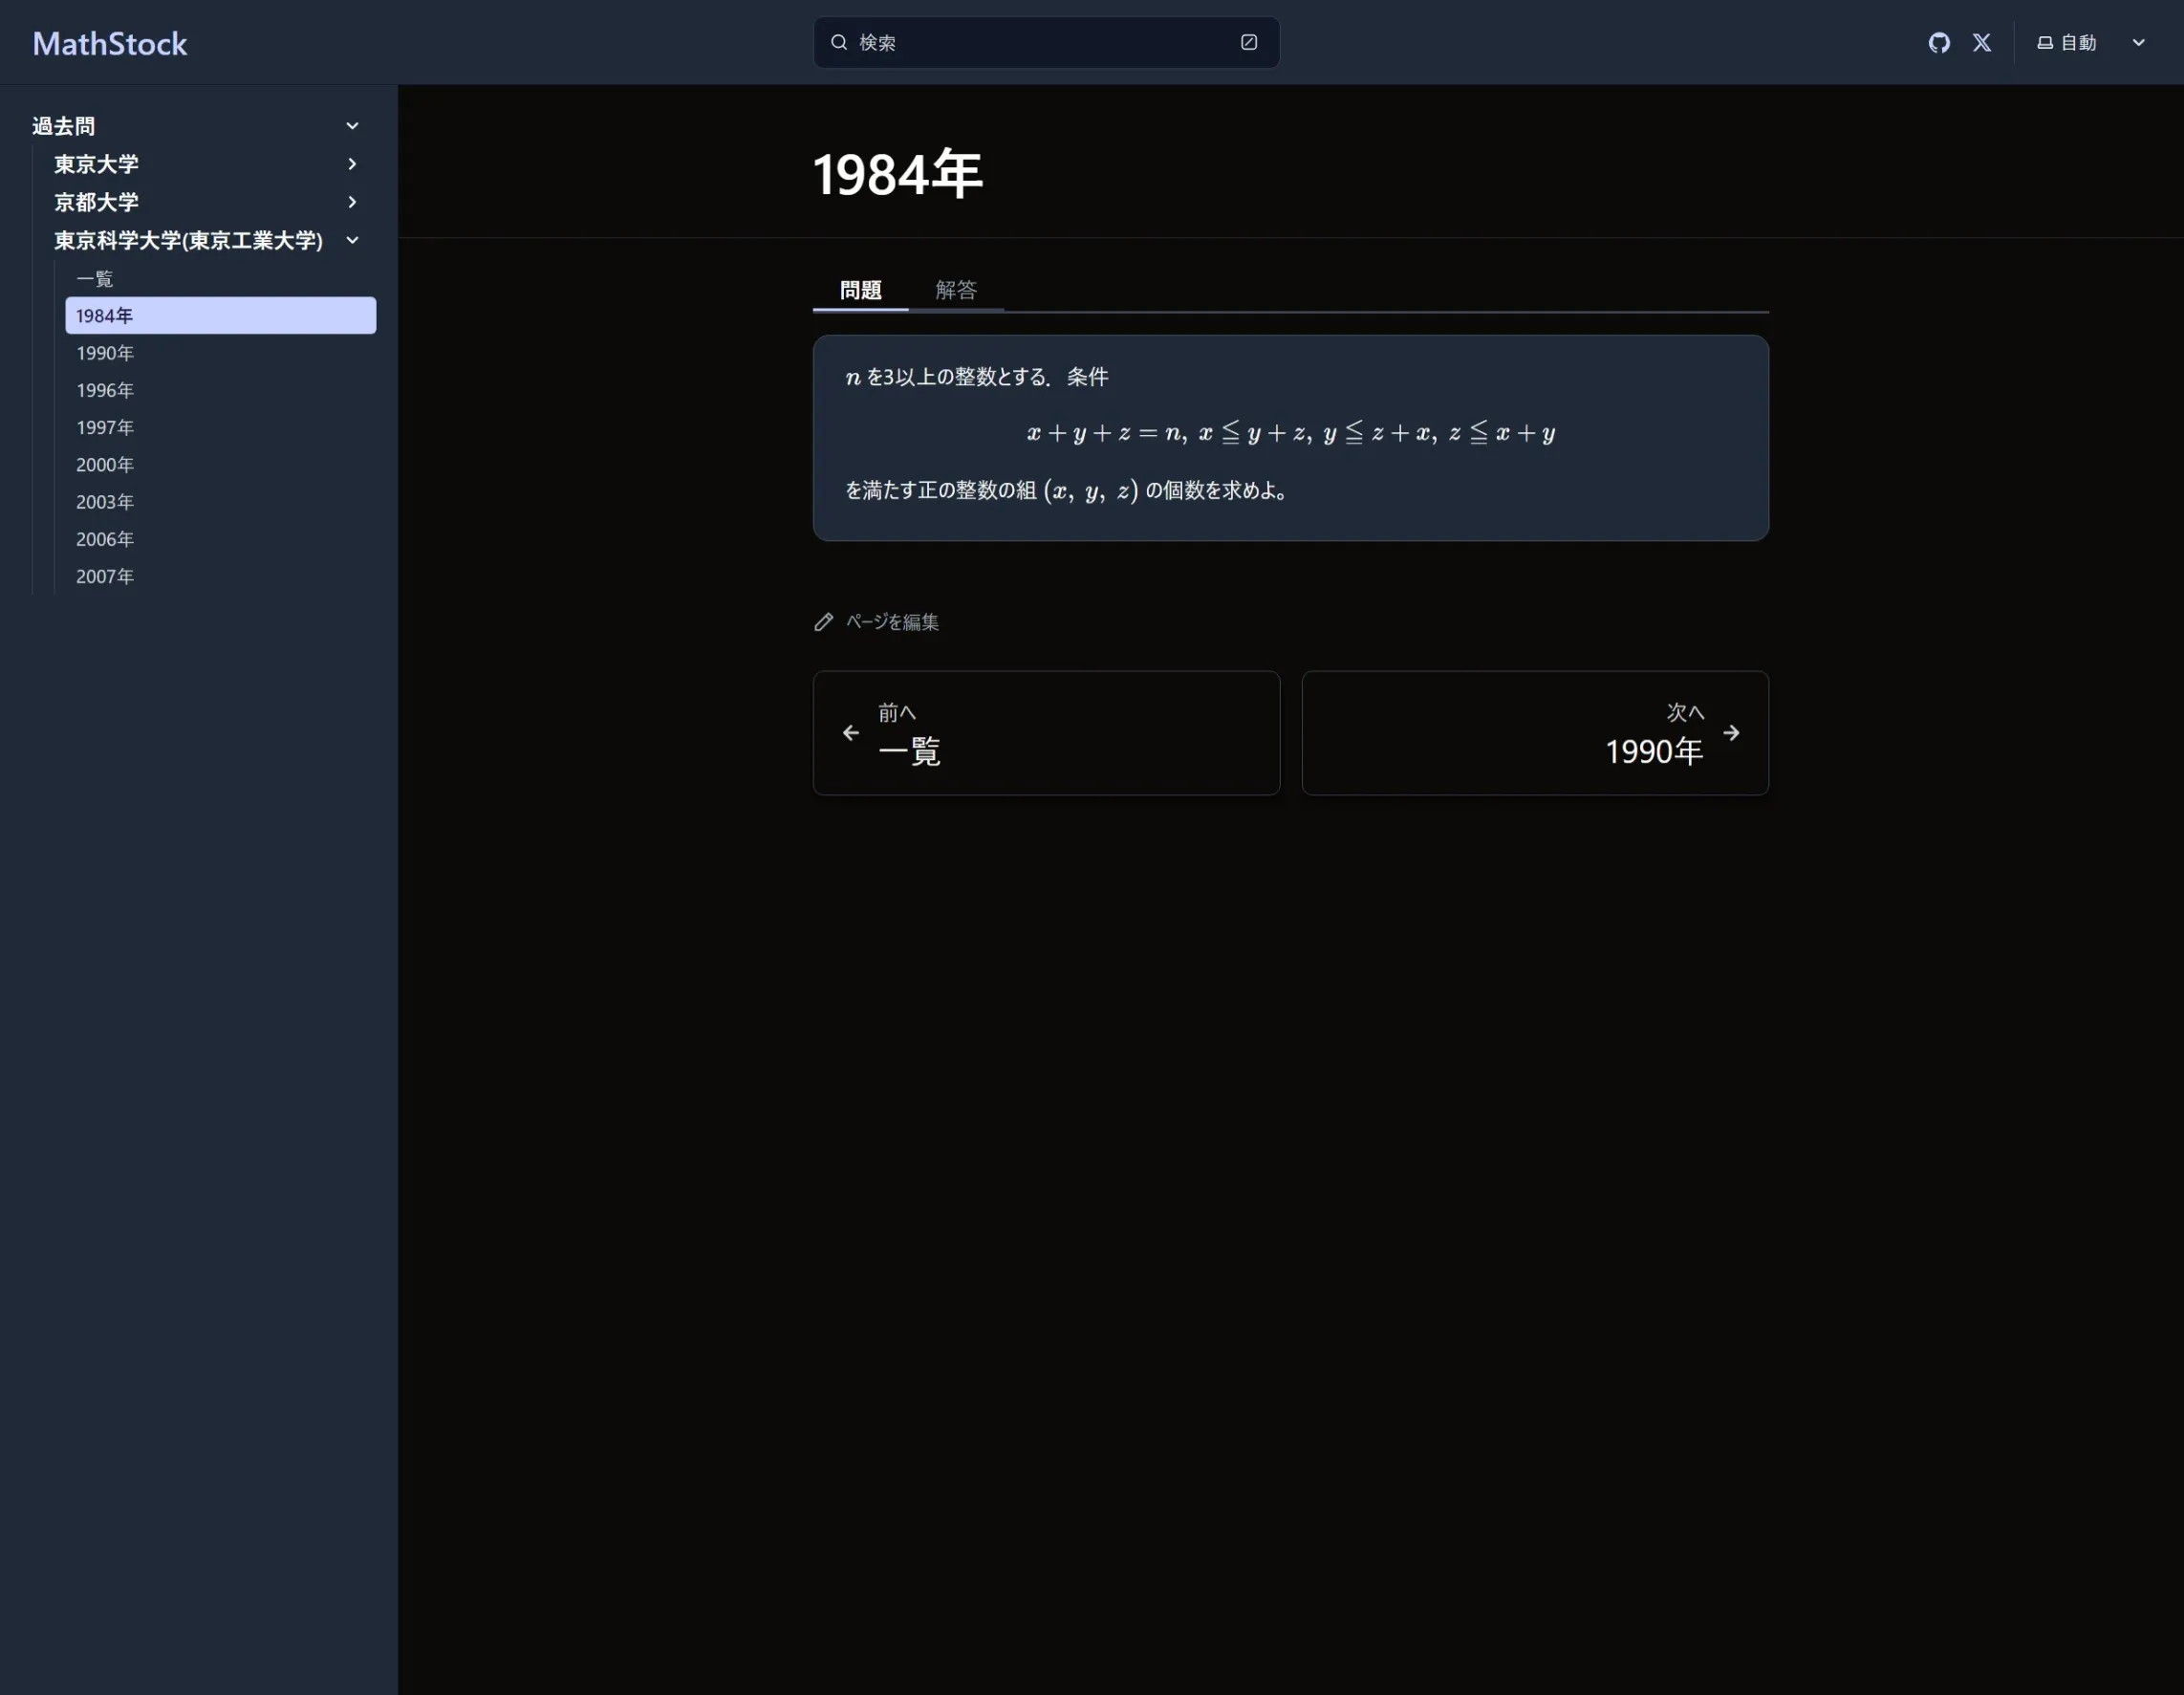 MathStock
検索
自動
過去問
東京大学
京都大学
東京科学大学(東京工業大学)
一覧
1984年
1990年
1996年
1997年
2000年
2003年
2006年
2007年
1984年
問題 解答
n を3以上の整数とする．条件
x + y + z = n, x ≦ y + z, y ≦ z + x, z ≦ x + y
を満たす正の整数の組 (x, y, z) の個数を求めよ。
ページを編集
前へ
一覧
次へ
1990年